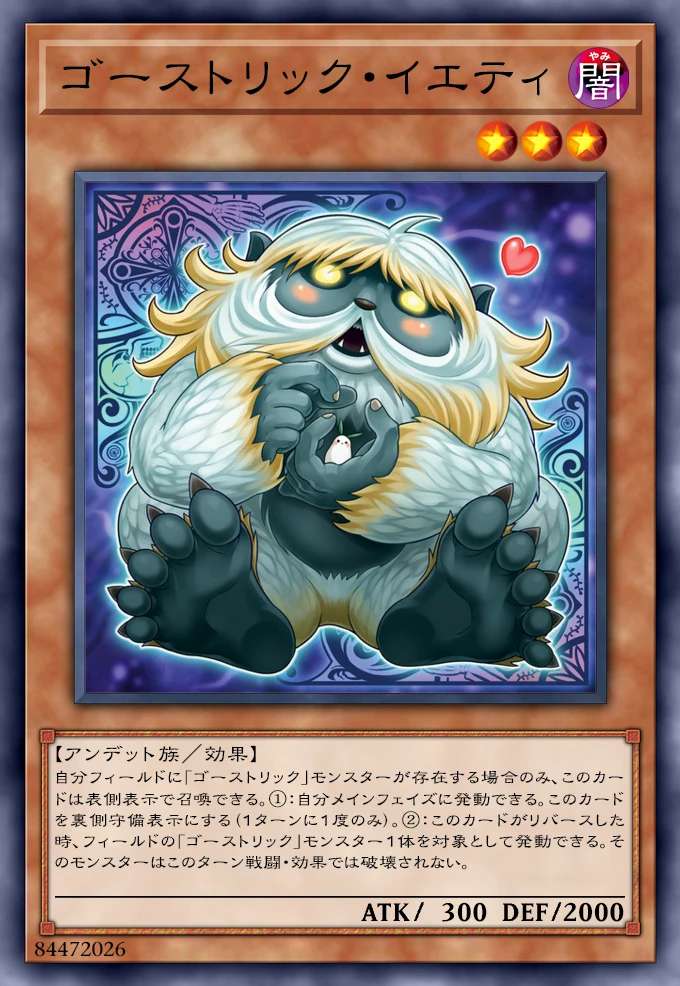 ゴーストリック・イエティ
やみ
闇
【アンデット族／効果】
自分フィールドに「ゴーストリック」モンスターが存在する場合のみ、このカー
ドは表側表示で召喚できる。①：自分メインフェイズに発動できる。このカード
を裏側守備表示にする(１ターンに１度のみ)。②：このカードがリバースした
時、フィールドの「ゴーストリック」モンスター１体を対象として発動できる。そ
のモンスターはこのターン戦闘・効果では破壊されない。
ATK/ 300 DEF/2000
84472026